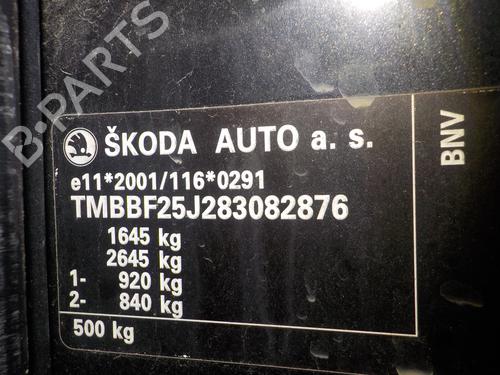 B-PARTS
ŠKODA AUTO a. s.
e11*2001/116*0291
TMBBF25J283082876
1645 kg
2645 kg
1- 920 kg
2- 840 kg
500 kg
BNV